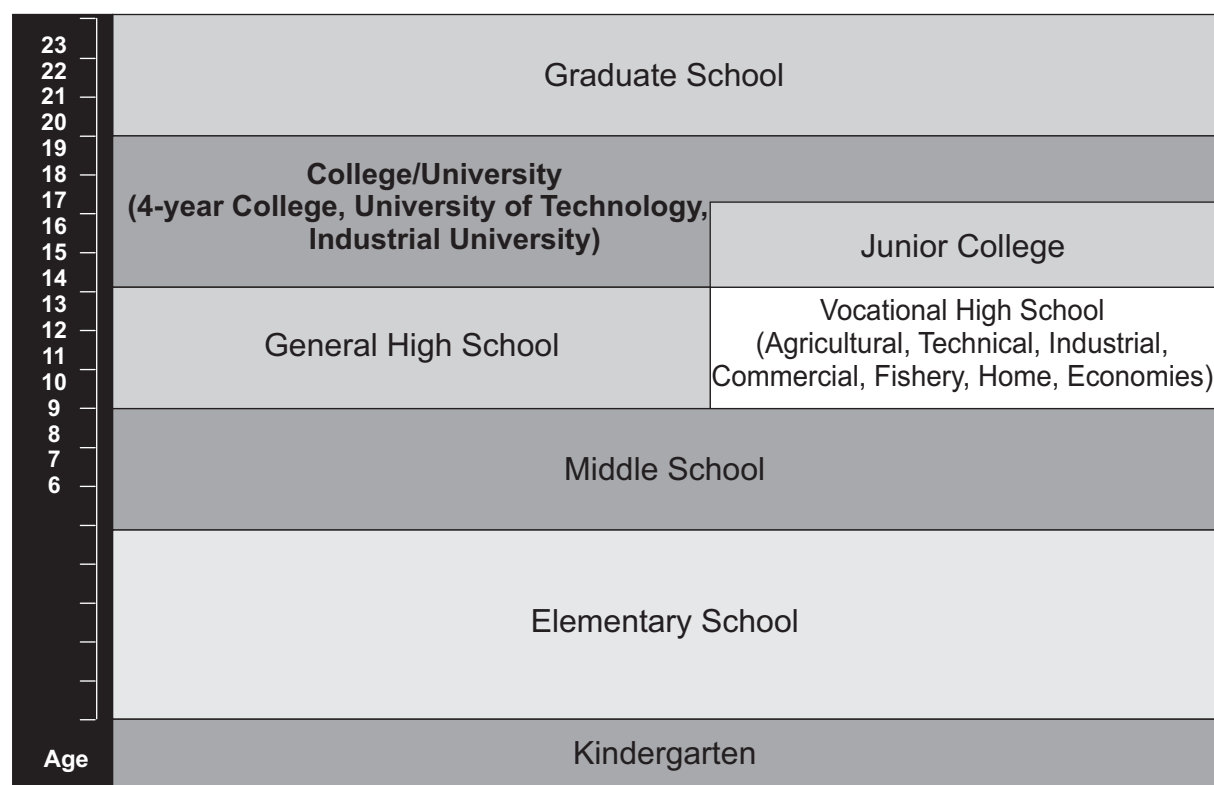 23
22
21
20
19
18
17
16
15
14
13
12
11
10
9
8
7
6
Age
Graduate School
College/University
(4-year College, University of Technology,
Industrial University)
Junior College
General High School
Vocational High School
(Agricultural, Technical, Industrial,
Commercial, Fishery, Home, Economies)
Middle School
Elementary School
Kindergarten